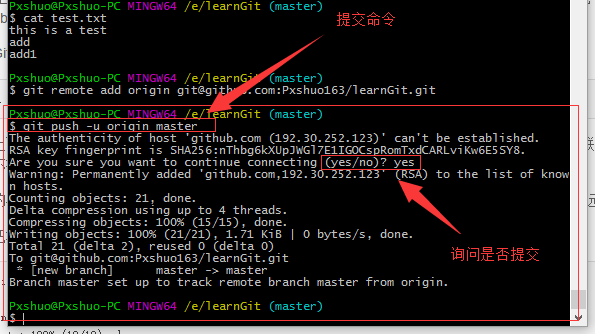 Pxshuo@Pxshuo-PC MINGW64 /e/learnGit (master)
$ cat test.txt
this is a test
add
add1
提交命令
Pxshuo@Pxshuo-PC MINGW64 /e/learnGit (master)
$ git remote add origin git@github.com:Pxshuo163/learnGit.git
Pxshuo@Pxshuo-PC MINGW64 /e/learnGit (master)
$ git push -u origin master
The authenticity of host 'github.com (192.30.252.123)' can't be established.
RSA key fingerprint is SHA256:nThbg6kXUpJWGl7E1IGOCspRomTxdCARLviKw6E5SY8.
Are you sure you want to continue connecting (yes/no)? yes
Warning: Permanently added 'github.com,192.30.252.123' (RSA) to the list of know
n hosts.
Counting objects: 21, done.
Delta compression using up to 4 threads.
Compressing objects: 100% (15/15), done.
Writing objects: 100% (21/21), 1.71 KiB | 0 bytes/s, done.
Total 21 (delta 2), reused 0 (delta 0)
询问是否提交
To git@github.com:Pxshuo163/learnGit.git
* [new branch] master -> master
Branch master set up to track remote branch master from origin.
Pxshuo@Pxshuo-PC MINGW64 /e/learnGit (master)
$